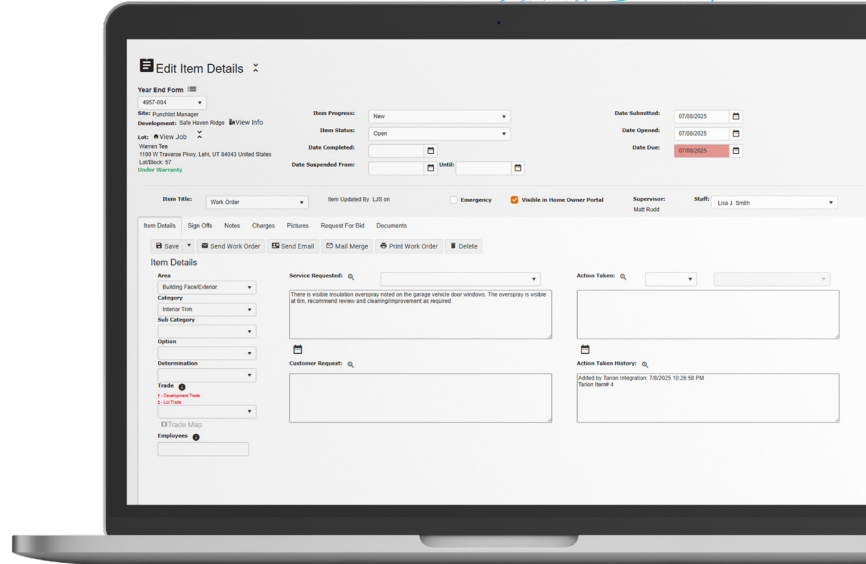 Edit Item Details
Year End Form
4957-004
Site: Punchlist Manager
Development: Safe Haven Ridge View Info
Lot: View Job
Warren Tee
1100 W Traverse Pkwy, Lehi, UT 84043 United States
Lot/Block: 57
Under Warranty
Item Progress: New
Item Status: Open
Date Completed:
Date Suspended From: Until:
Date Submitted: 07/08/2025
Date Opened: 07/08/2025
Date Due: 07/08/2025
Item Title: Work Order
Item Updated By LJS on
Emergency
Visible in Home Owner Portal
Supervisor:
Matt Rudd
Staff: Lisa J. Smith
Item Details Sign Offs Notes Charges Pictures Request For Bid Documents
Save Send Work Order Send Email Mail Merge Print Work Order Delete
Item Details
Area
Building Face/Exterior
Category
Interior Trim
Sub Category
Option
Determination
Trade
† - Development Trade
‡ - Lot Trade
Trade Map
Employees
Service Requested:
There is visible Insulation overspray noted on the garage vehicle door windows. The overspray is visible
at 6m, recommend review and cleaning/improvement as required.
Customer Request:
Action Taken:
Action Taken History:
Added by Tarion Integration: 7/8/2025 10:26:58 PM
Tarion Item# 4